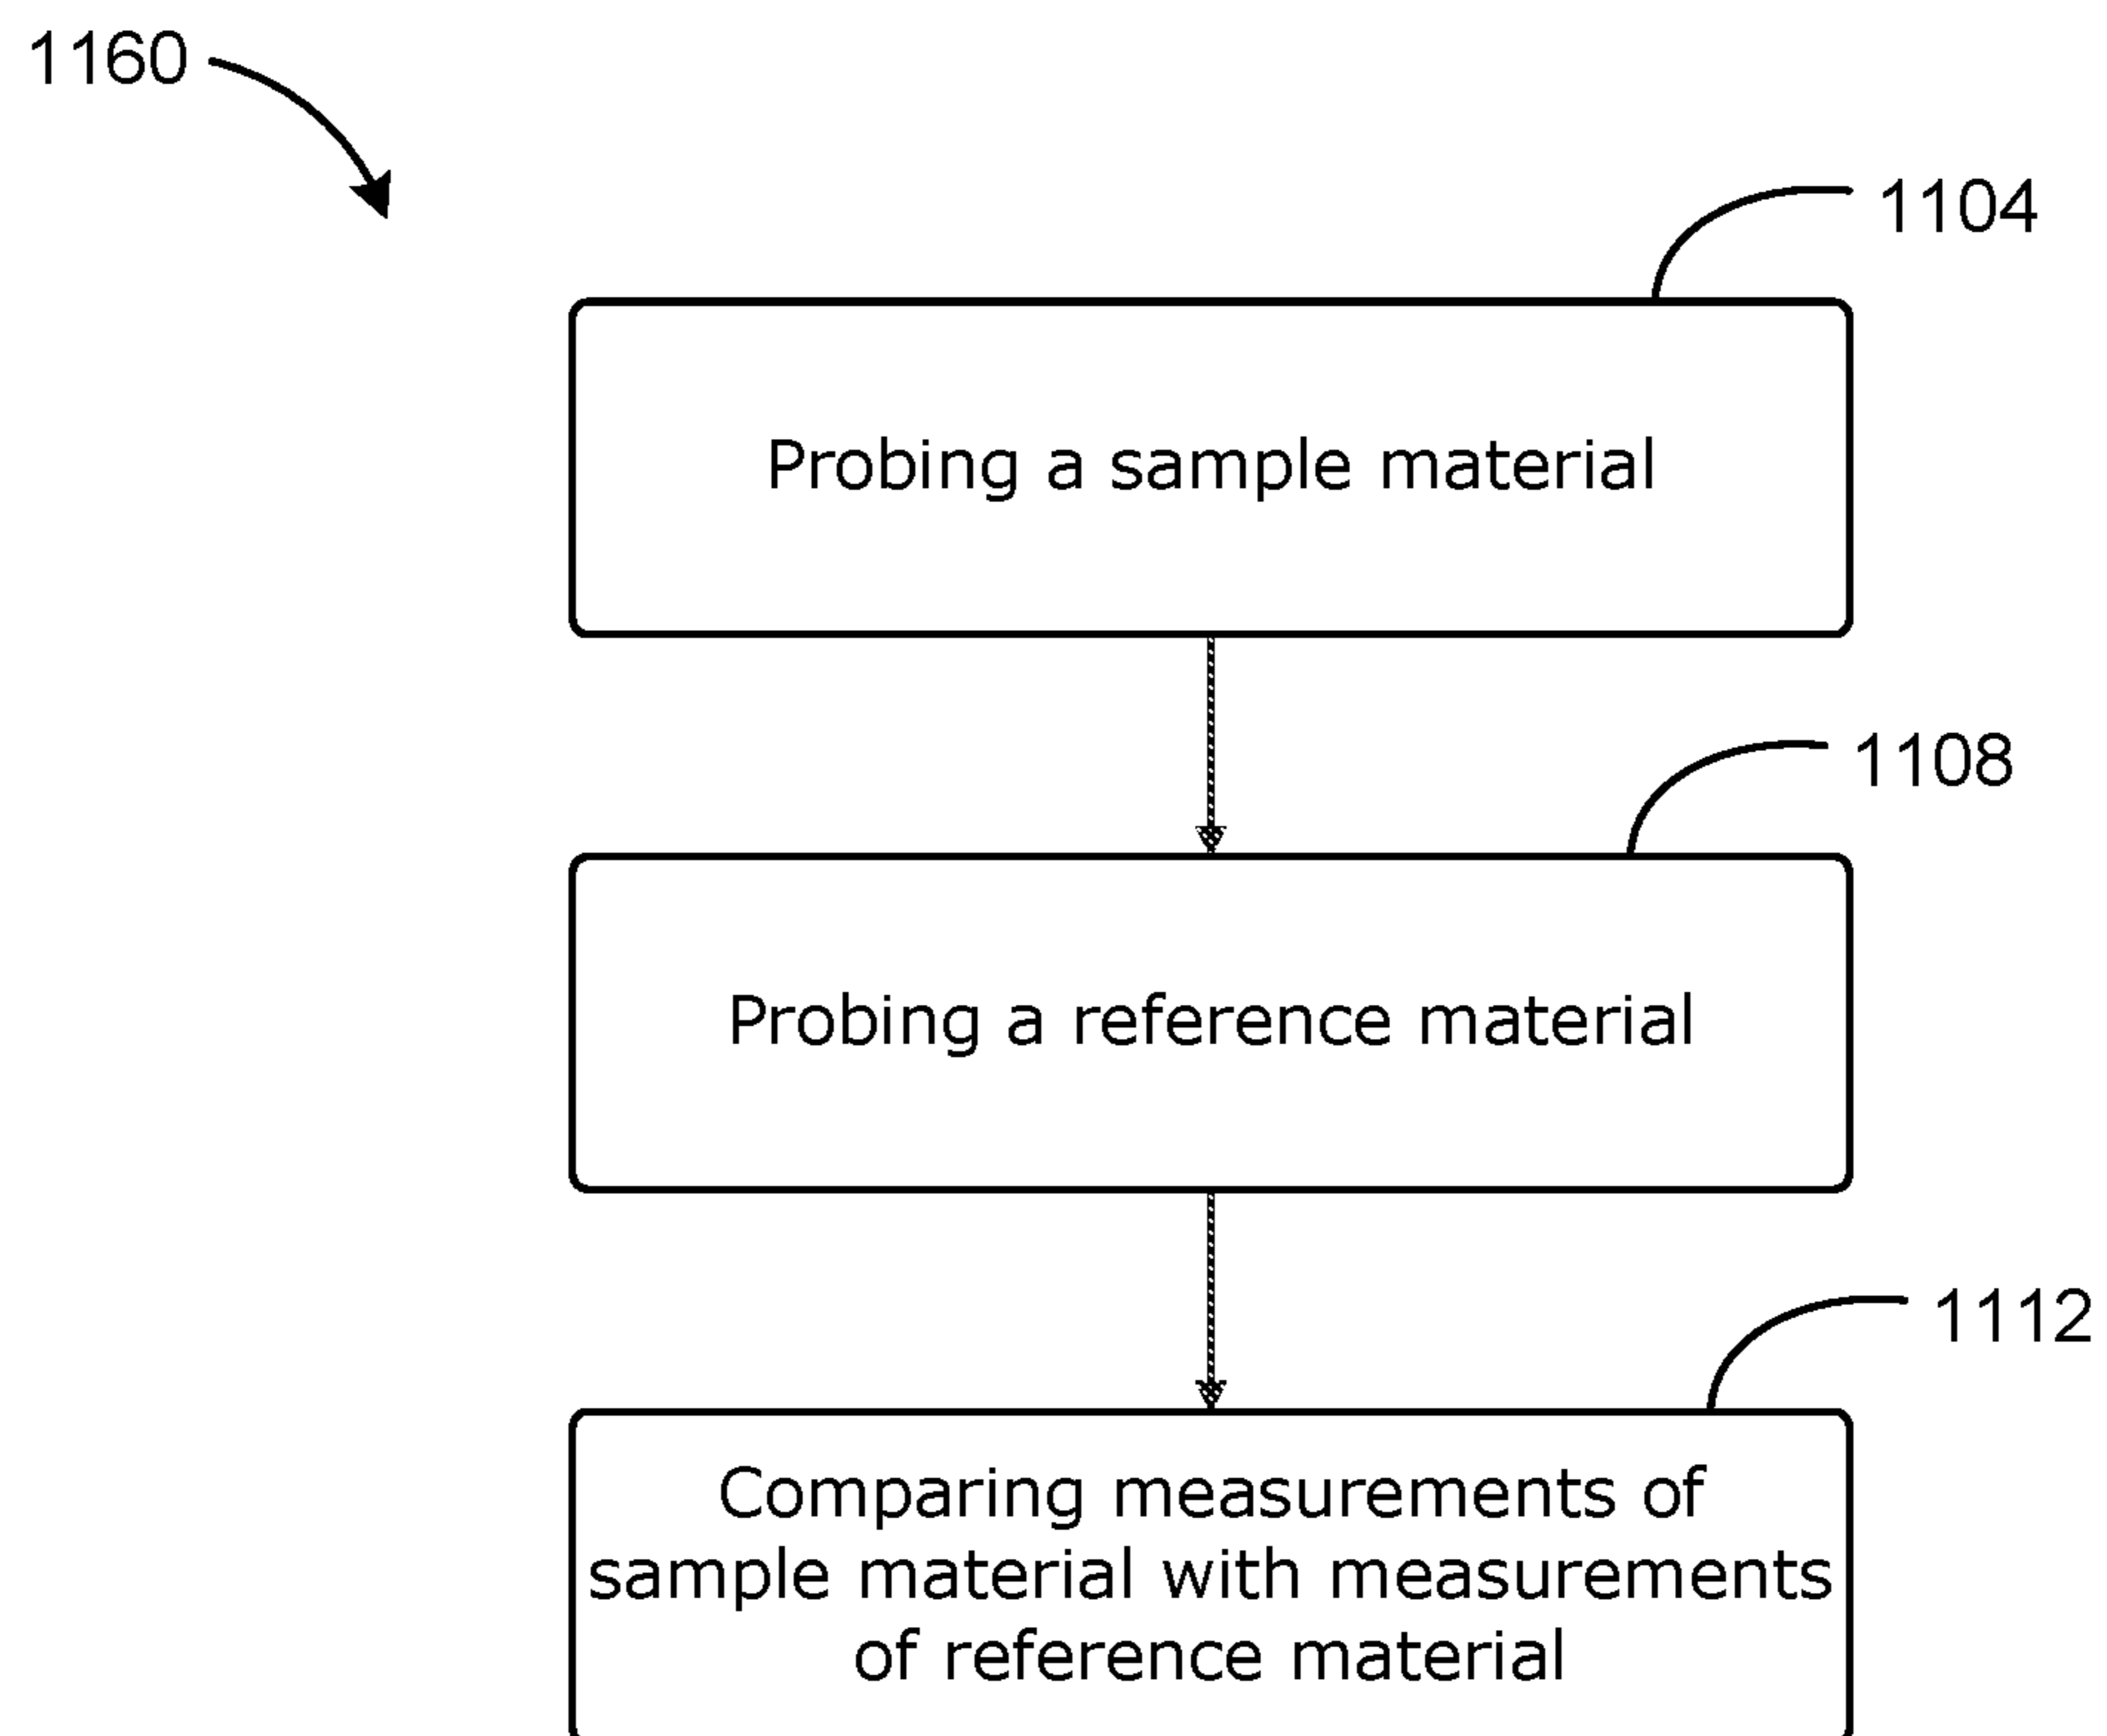 1160
1104
Probing a sample material
1108
Probing a reference material
1112
Comparing measurements of
sample material with measurements
of reference material